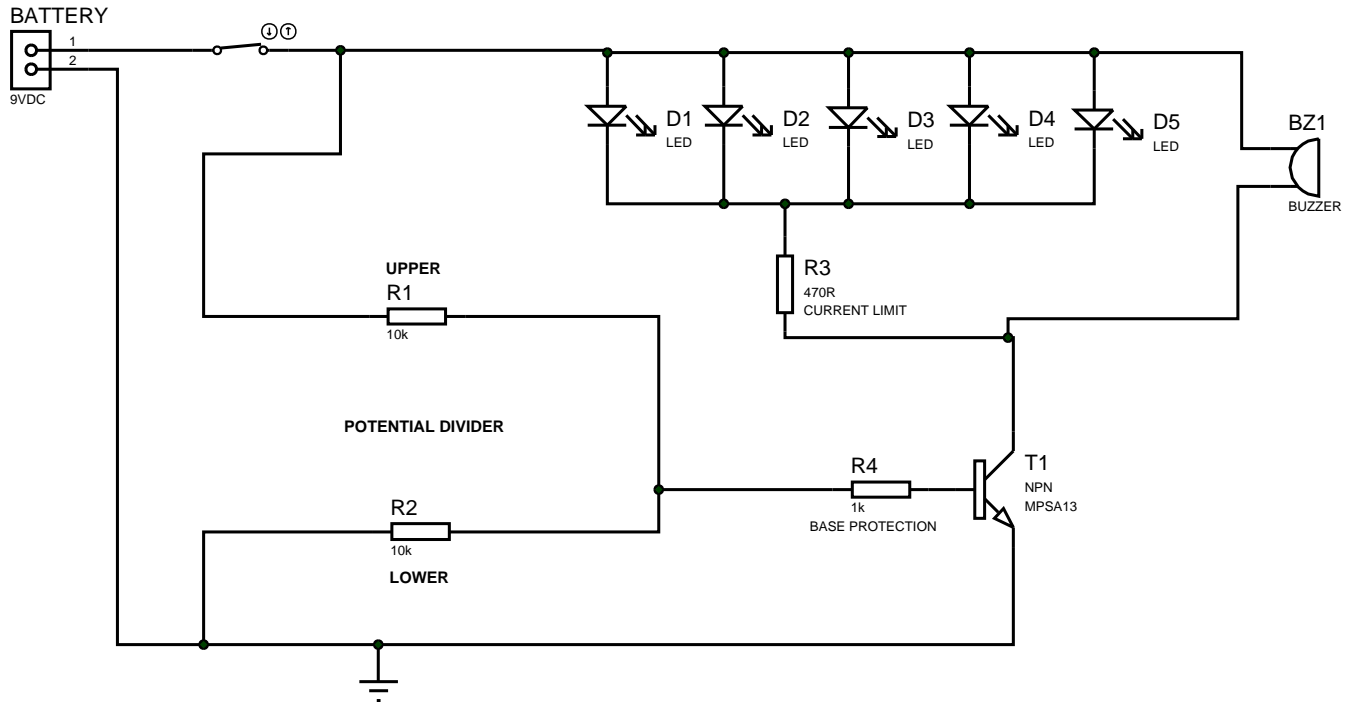 BATTERY
1
2
9VDC
D1
LED
D2
LED
D3
LED
D4
LED
D5
LED
BZ1
BUZZER
UPPER
R1
10k
R3
470R
CURRENT LIMIT
POTENTIAL DIVIDER
R4
1k
BASE PROTECTION
T1
NPN
MPSA13
R2
10k
LOWER